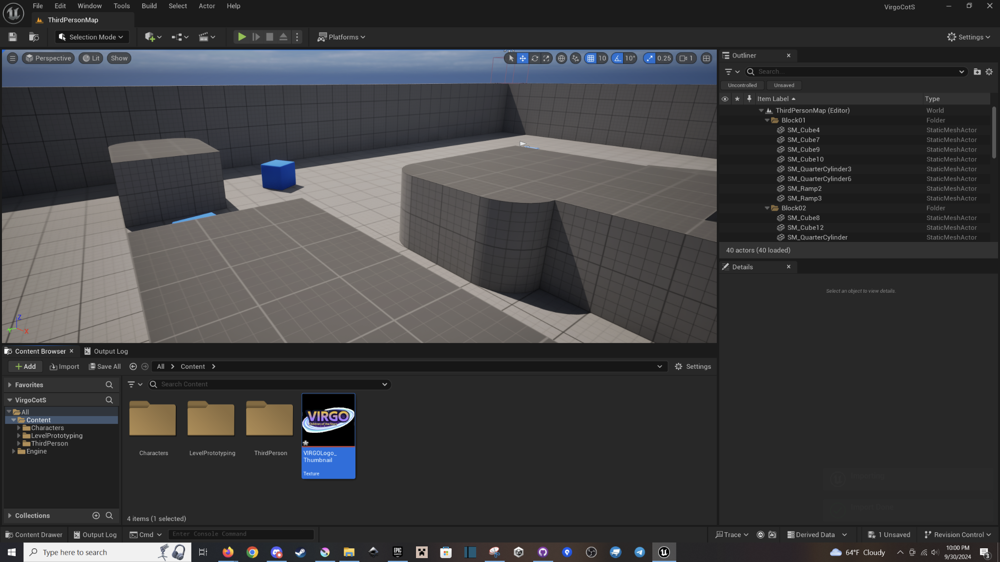 File Edit Window Tools Build Select Actor Help
VirgoCotS
ThirdPersonMap
Selection Mode
Platforms
Settings
Perspective
Lit
Show
10
10°
0.25
1
Z
X
Outliner
Search...
Uncontrolled
Unsaved
Item Label Type
ThirdPersonMap (Editor) World
Block01 Folder
SM_Cube4 StaticMeshActor
SM_Cube7 StaticMeshActor
SM_Cube9 StaticMeshActor
SM_Cube10 StaticMeshActor
SM_QuarterCylinder3 StaticMeshActor
SM_QuarterCylinder6 StaticMeshActor
SM_Ramp2 StaticMeshActor
SM_Ramp3 StaticMeshActor
Block02 Folder
SM_Cube8 StaticMeshActor
SM_Cube12 StaticMeshActor
SM_QuarterCylinder StaticMeshActor
40 actors (40 loaded)
Details
Select an object to view details.
Importing
Import Done
Content Browser
Output Log
Add
Import
Save All
All > Content >
Settings
Favorites
VirgoCotS
All
Content
Characters
LevelPrototyping
ThirdPerson
Engine
Collections
Search Content
Characters
LevelPrototyping
ThirdPerson
VIRGO
Children of the Stars
VIRGOLogo_
Thumbnail
Texture
4 items (1 selected)
Content Drawer
Output Log
Cmd
Enter Console Command
Trace
Derived Data
1 Unsaved
Revision Control
Type here to search
EPIC
GAMES
64°F Cloudy
10:00 PM
9/30/2024
3